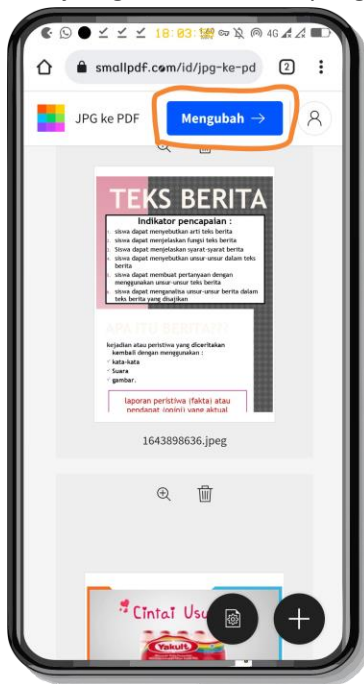 18:03
4G
smallpdf.com/id/jpg-ke-pd
2
JPG ke PDF
Mengubah →
TEKS BERITA
Indikator pencapaian :
siswa dapat menyebutkan arti teks berita
siswa dapat menjelaskan fungsi teks berita
Siswa dapat menjelaskan syarat-syarat berita
siswa dapat menyebutkan unsur-unsur dalam teks
berita
siswa dapat membuat pertanyaan dengan
menggunakan unsur-unsur teks berita
siswa dapat menganalisa unsur-unsur berita dalam
teks berita yang disajikan
APA ITU BERITA???
kejadian atau peristiwa yang diceritakan
kembali dengan menggunakan :
kata-kata
Suara
gambar.
laporan peristiwa (fakta) atau
pendapat (opini) yang aktual
1643898636.jpeg
Cintai Usu
Yakult